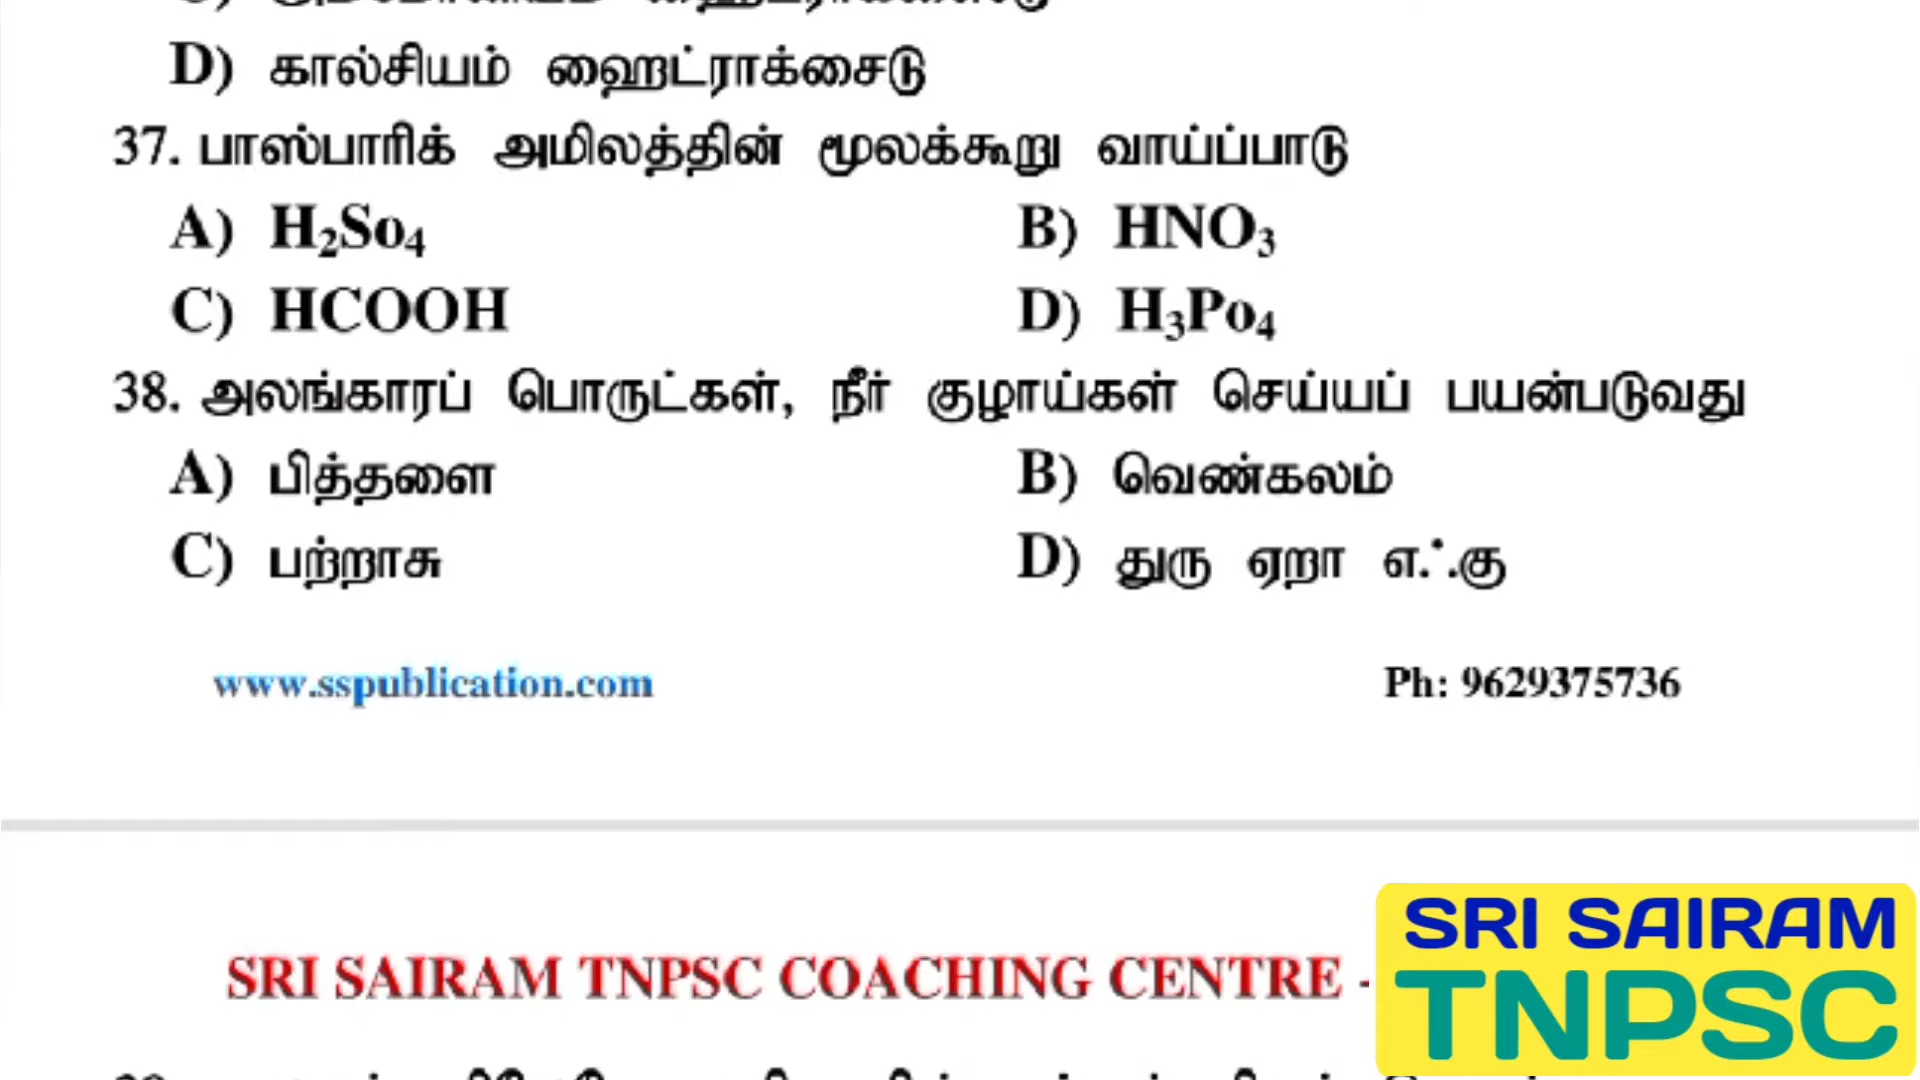 D) கால்சியம் ஹைட்ராக்சைடு
37. பாஸ்பாரிக் அமிலத்தின் மூலக்கூறு வாய்ப்பாடு
A) H₂So₄ B) HNO₃
C) HCOOH D) H₃Po₄
38. அலங்காரப் பொருட்கள், நீர் குழாய்கள் செய்யப் பயன்படுவது
A) பித்தளை B) வெண்கலம்
C) பற்றாசு D) துரு ஏறா எஃகு
www.sspublication.com Ph: 9629375736
SRI SAIRAM TNPSC COACHING CENTRE -
SRI SAIRAM
TNPSC